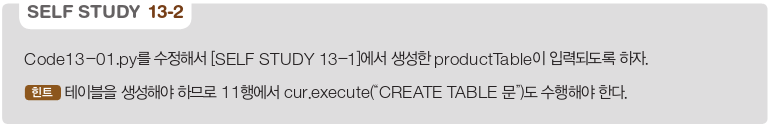 SELF STUDY 13-2
Code13-01.py를 수정해서 [SELF STUDY 13-1]에서 생성한 productTable이 입력되도록 하자.
힌트 테이블을 생성해야 하므로 11행에서 cur.execute("CREATE TABLE 문")도 수행해야 한다.